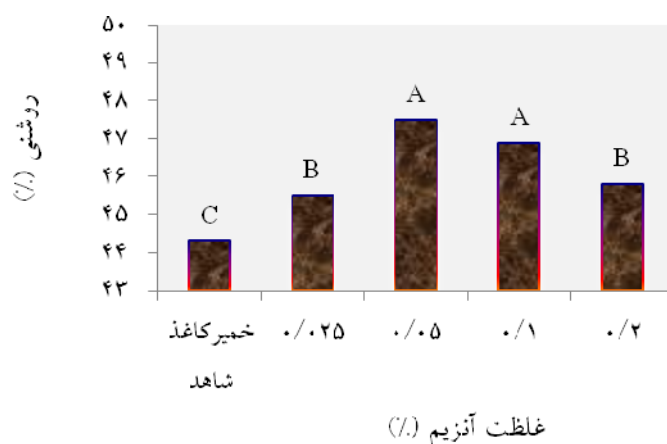 روشنی (٪)
۵۰
۴۹
۴۸
۴۷
۴۶
۴۵
۴۴
۴۳
C
B
A
A
B
خمیرکاغذ شاهد
۰/۰۲۵
۰/۰۵
۰/۱
۰/۲
غلظت آنزیم (٪)